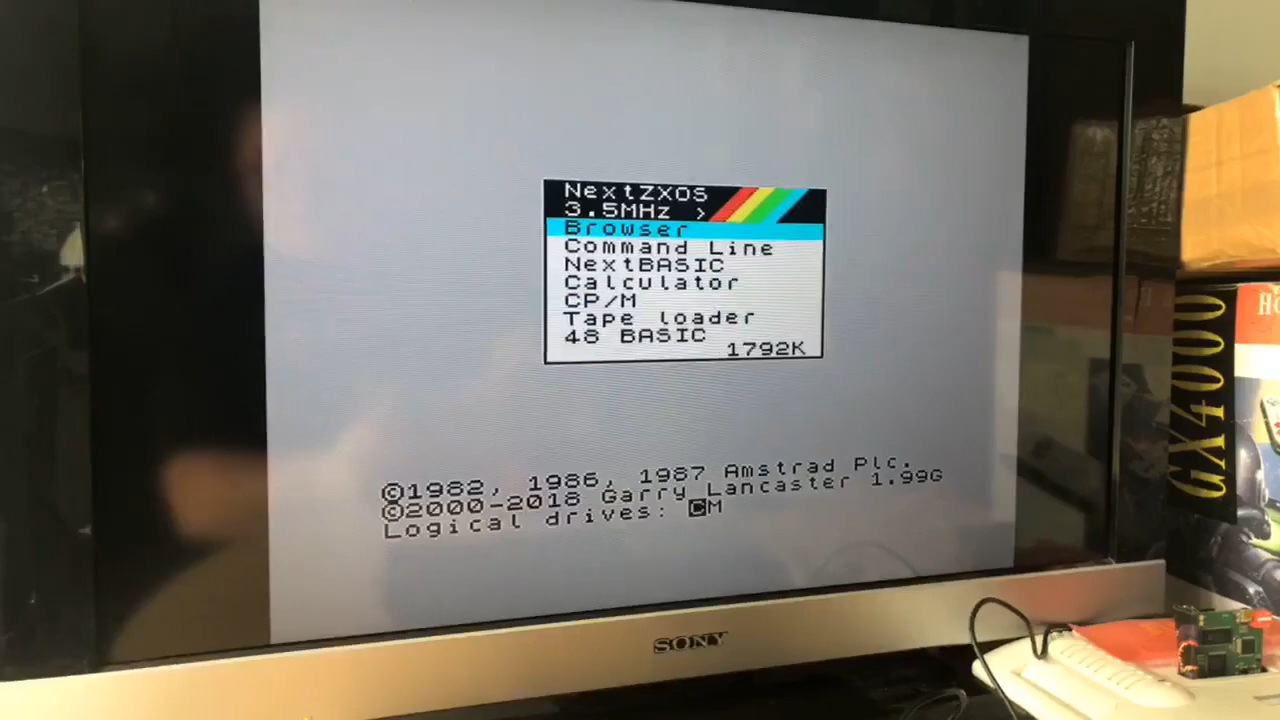 NextZXOS
3.5MHz >
Browser
Command Line
NextBASIC
Calculator
CP/M
Tape loader
48 BASIC
1792K
©1982, 1986, 1987 Amstrad Plc.
©2000-2018 Garry Lancaster 1.99G
Logical drives: CM
SONY
GX4000
HO